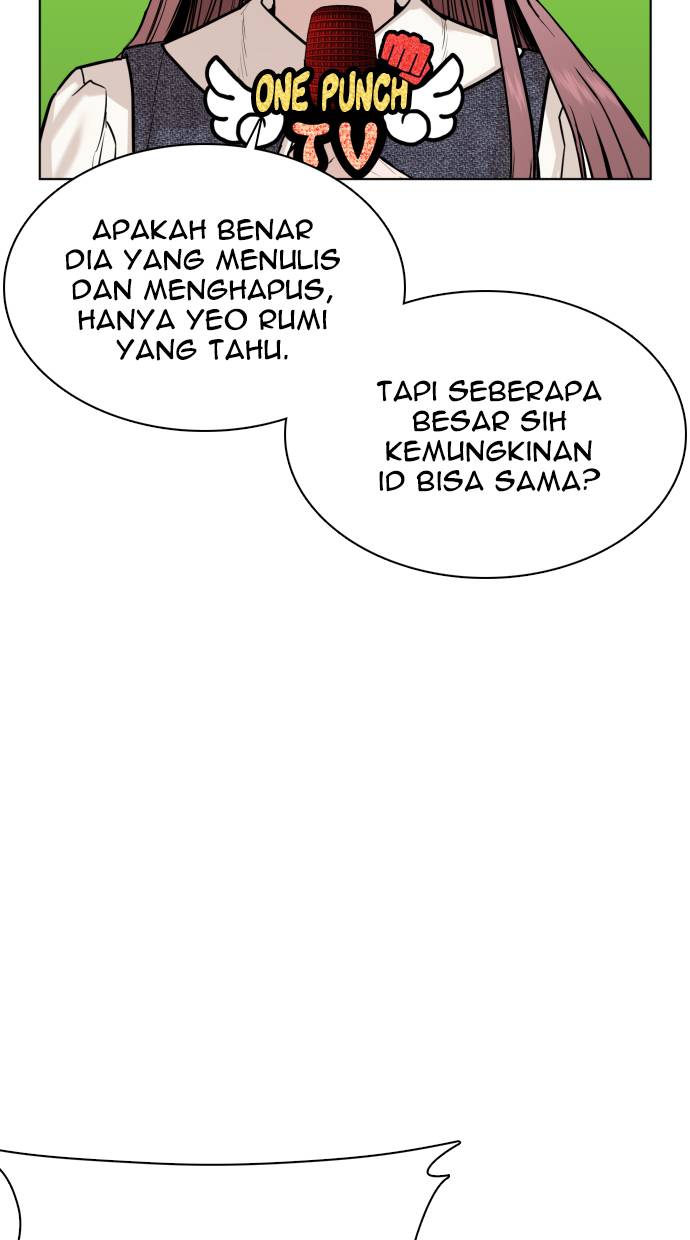 ONE PUNCH
TV
APAKAH BENAR
DIA YANG MENULIS
DAN MENGHAPUS,
HANYA YEO RUMI
YANG TAHU.
TAPI SEBERAPA
BESAR SIH
KEMUNGKINAN
ID BISA SAMA?